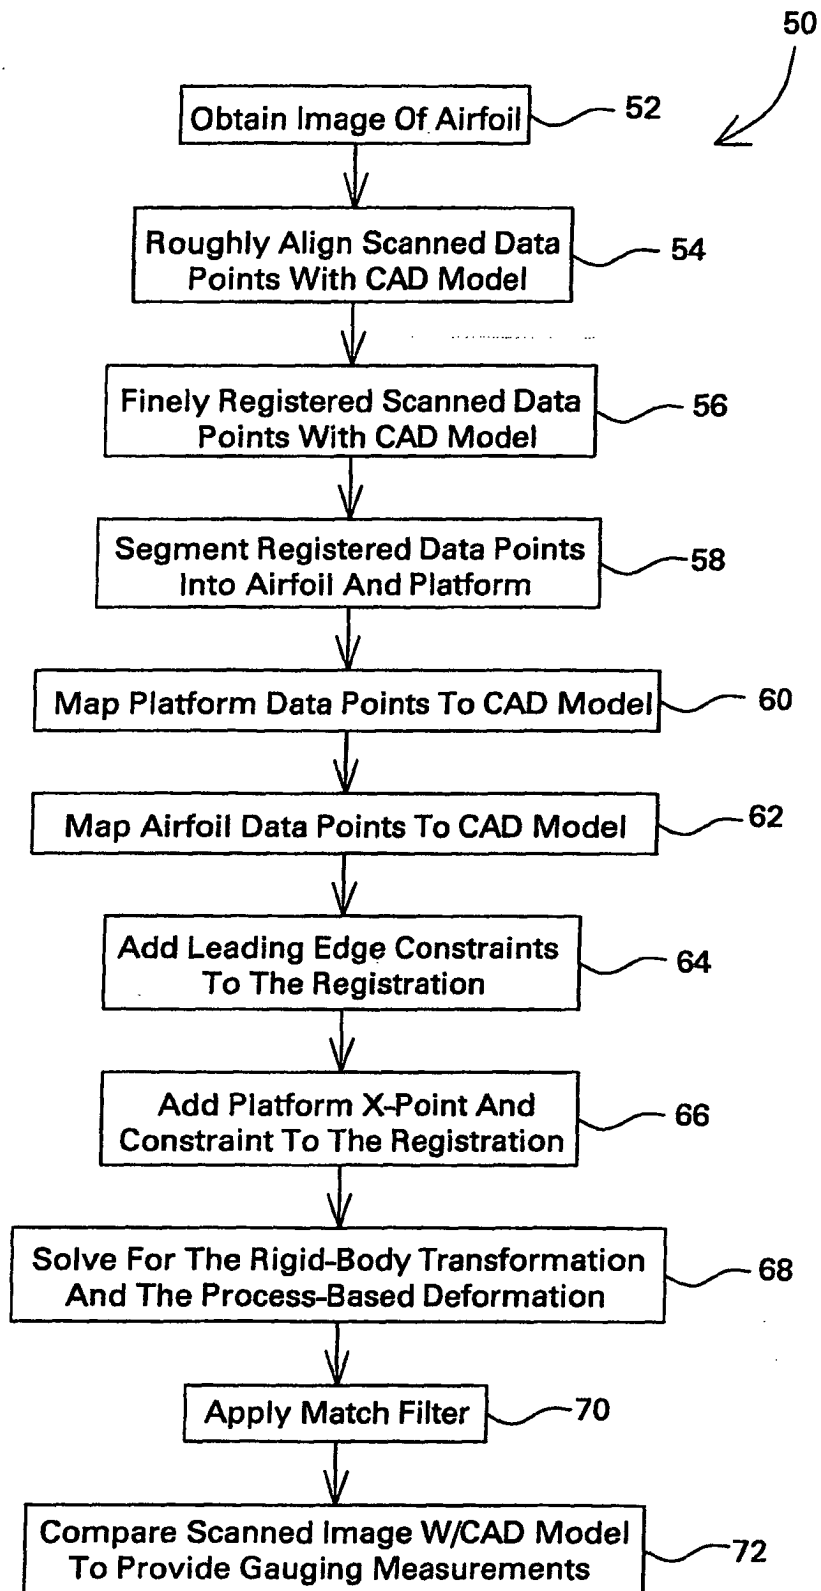 50
Obtain Image Of Airfoil
52
Roughly Align Scanned Data
Points With CAD Model
54
Finely Registered Scanned Data
Points With CAD Model
56
Segment Registered Data Points
Into Airfoil And Platform
58
Map Platform Data Points To CAD Model
60
Map Airfoil Data Points To CAD Model
62
Add Leading Edge Constraints
To The Registration
64
Add Platform X-Point And
Constraint To The Registration
66
Solve For The Rigid-Body Transformation
And The Process-Based Deformation
68
Apply Match Filter
70
Compare Scanned Image W/CAD Model
To Provide Gauging Measurements
72